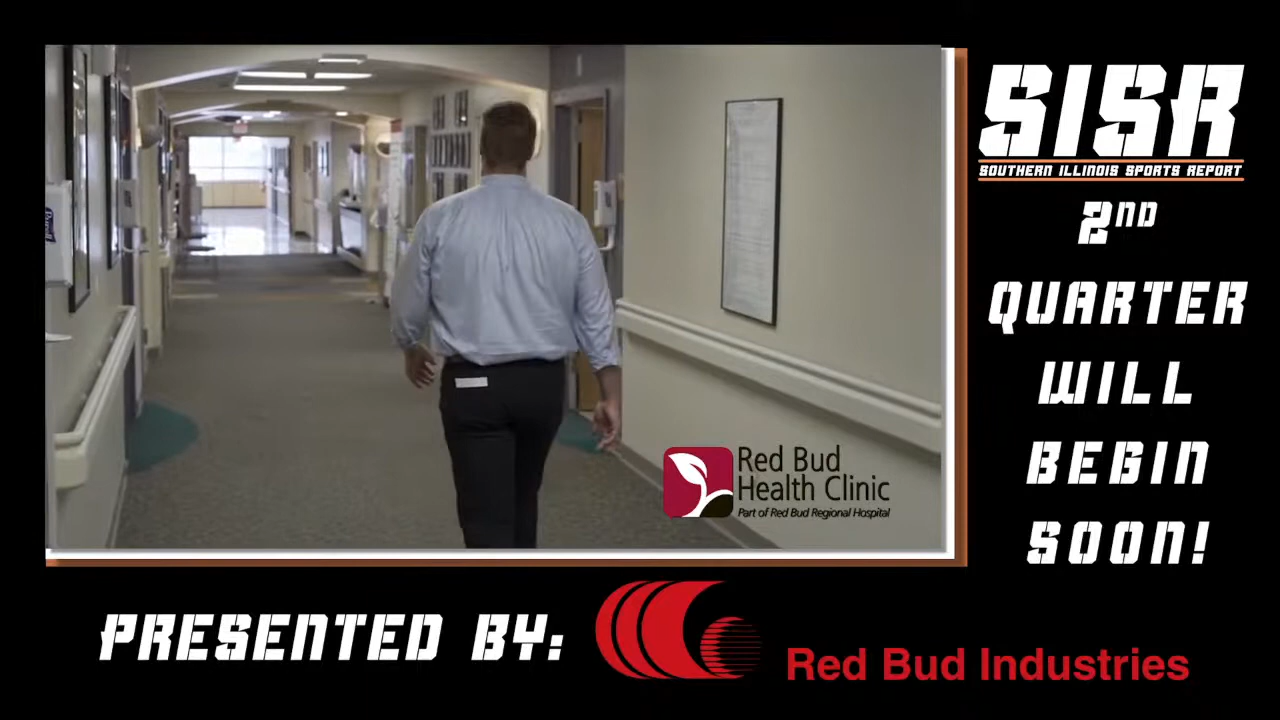 SISR
SOUTHERN ILLINOIS SPORTS REPORT
2ND
QUARTER
WILL
BEGIN
SOON!
Purell
Red Bud
Health Clinic
Part of Red Bud Regional Hospital
PRESENTED BY:
Red Bud Industries